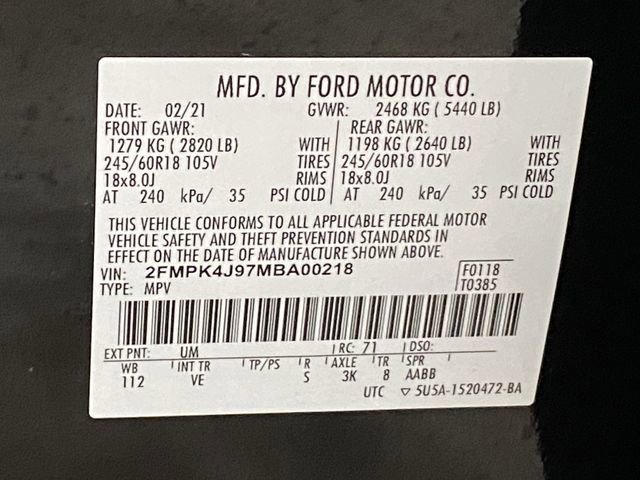 MFD. BY FORD MOTOR CO.
DATE: 02/21 GVWR: 2468 KG ( 5440 LB)
FRONT GAWR: REAR GAWR:
1279 KG ( 2820 LB) WITH 1198 KG ( 2640 LB) WITH
245/60R18 105V TIRES 245/60R18 105V TIRES
18x8.0J RIMS 18x8.0J RIMS
AT 240 kPa/ 35 PSI COLD AT 240 kPa/ 35 PSI COLD
THIS VEHICLE CONFORMS TO ALL APPLICABLE FEDERAL MOTOR
VEHICLE SAFETY AND THEFT PREVENTION STANDARDS IN
EFFECT ON THE DATE OF MANUFACTURE SHOWN ABOVE.
VIN: 2FMPK4J97MBA00218 F0118
TYPE: MPV T0385
EXT PNT: UM RC: 71 DSO:
WB INT TR TP/PS R AXLE TR SPR
112 VE S 3K 8 AABB
UTC ▽ 5U5A-1520472-BA